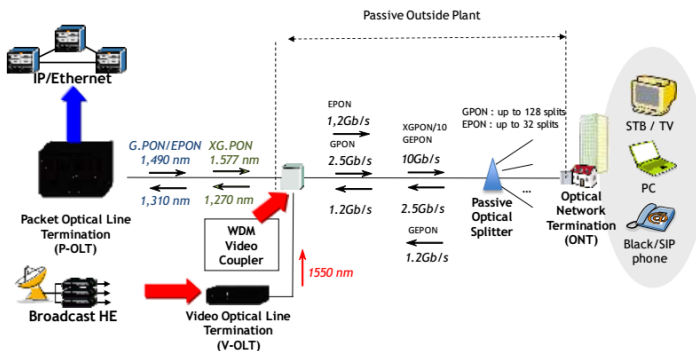 Passive Outside Plant
IP/Ethernet
G.PON/EPON
1,490 nm
1,310 nm
XG.PON
1.577 nm
1,270 nm
EPON
1,2Gb/s
GPON
2.5Gb/s
1.2Gb/s
XGPON/10
GEPON
10Gb/s
2.5Gb/s
GEPON
1.2Gb/s
GPON : up to 128 splits
EPON : up to 32 splits
...
Packet Optical Line
Termination
(P-OLT)
WDM
Video
Coupler
Passive
Optical
Splitter
Optical
Network
Termination
(ONT)
STB / TV
PC
Black/SIP
phone
1550 nm
Broadcast HE
Video Optical Line
Termination
(V-OLT)